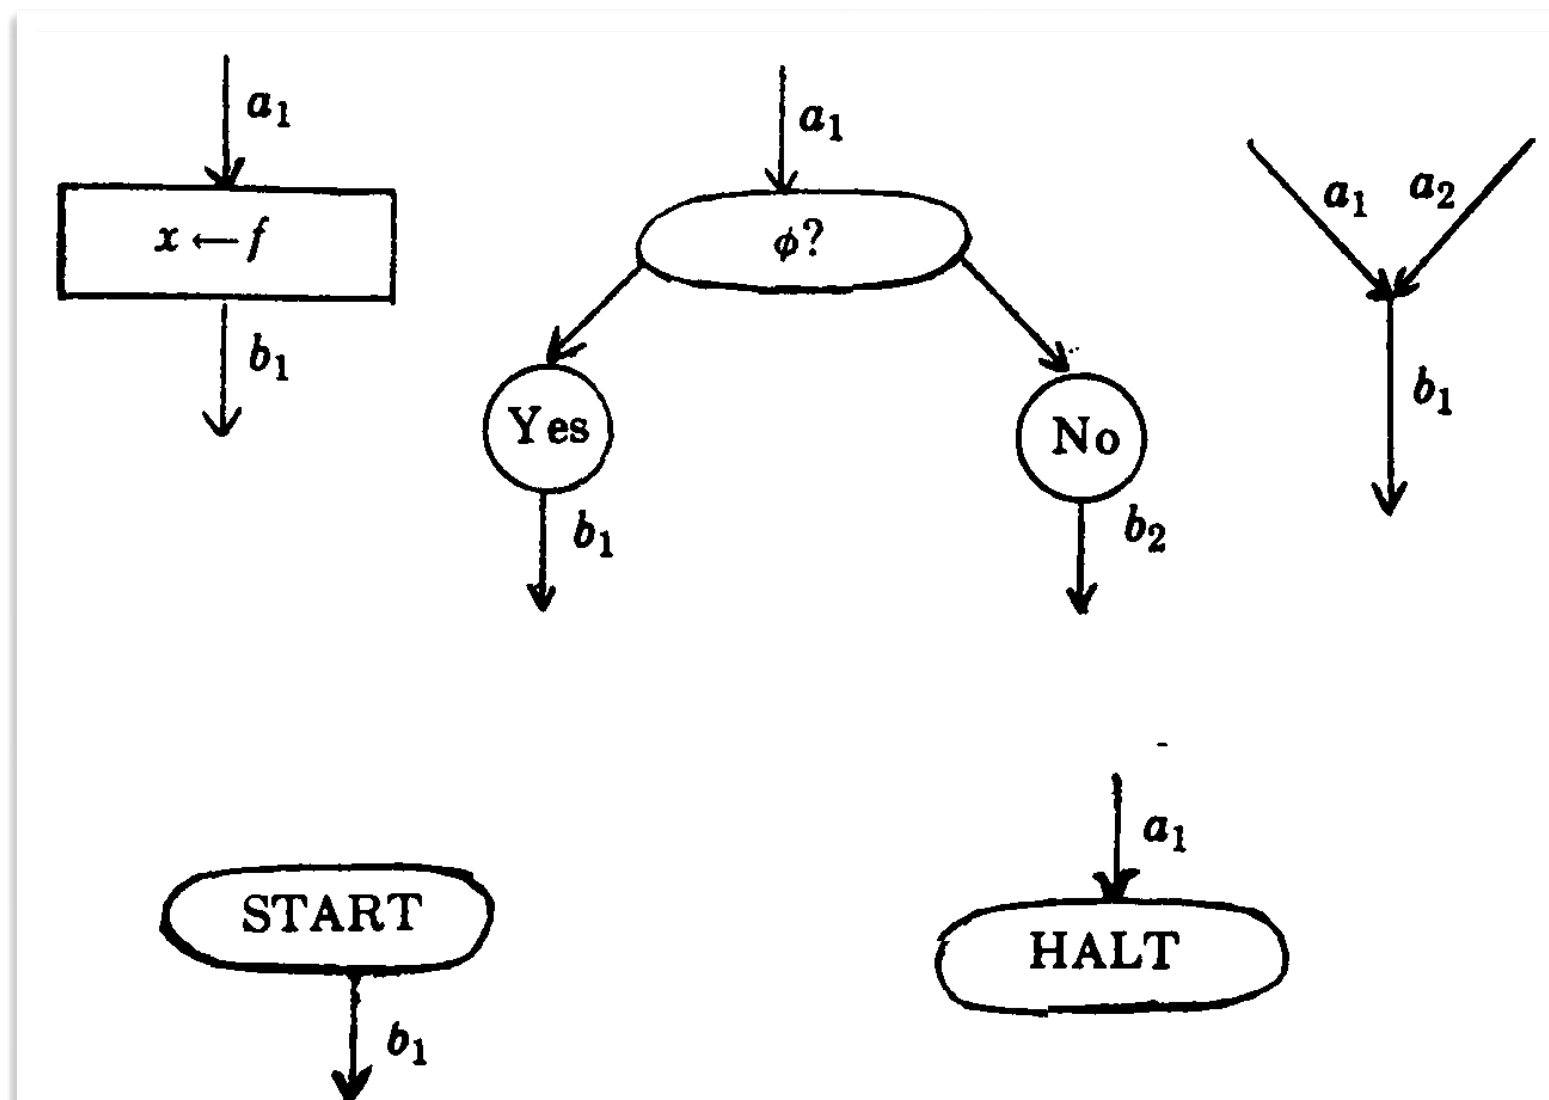 a₁
x ← f
b₁
a₁
ϕ?
Yes
No
b₁
b₂
a₁ a₂
b₁
START
b₁
a₁
HALT